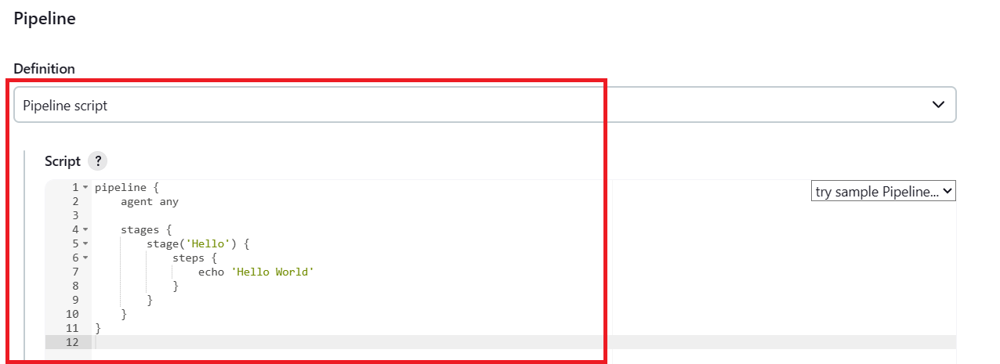 Pipeline
Definition
Pipeline script
Script ?
try sample Pipeline...
1 pipeline {
2     agent any
3
4     stages {
5         stage('Hello') {
6             steps {
7                 echo 'Hello World'
8             }
9         }
10     }
11 }
12